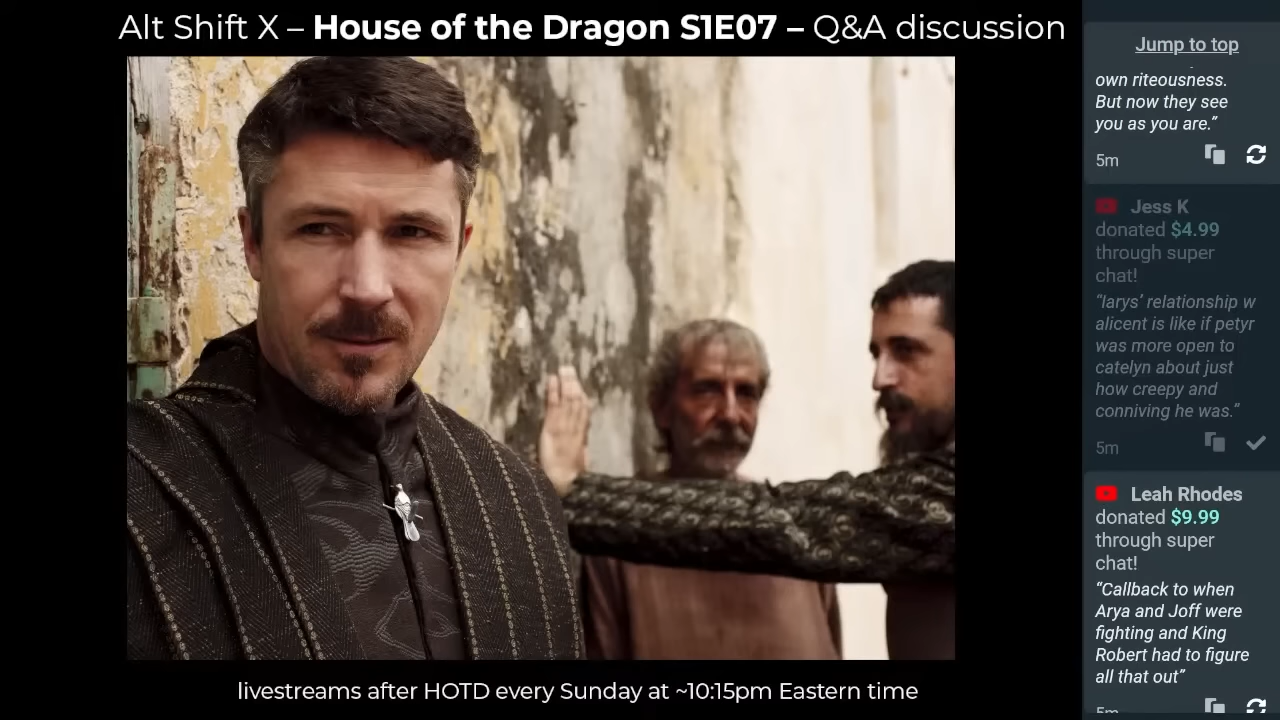 Alt Shift X – House of the Dragon S1E07 – Q&A discussion
livestreams after HOTD every Sunday at ~10:15pm Eastern time
Jump to top
own riteousness.
But now they see
you as you are.”
5m
Jess K
donated $4.99
through super
chat!
“larys’ relationship w
alicent is like if petyr
was more open to
catelyn about just
how creepy and
conniving he was.”
5m
Leah Rhodes
donated $9.99
through super
chat!
“Callback to when
Arya and Joff were
fighting and King
Robert had to figure
all that out”
5m